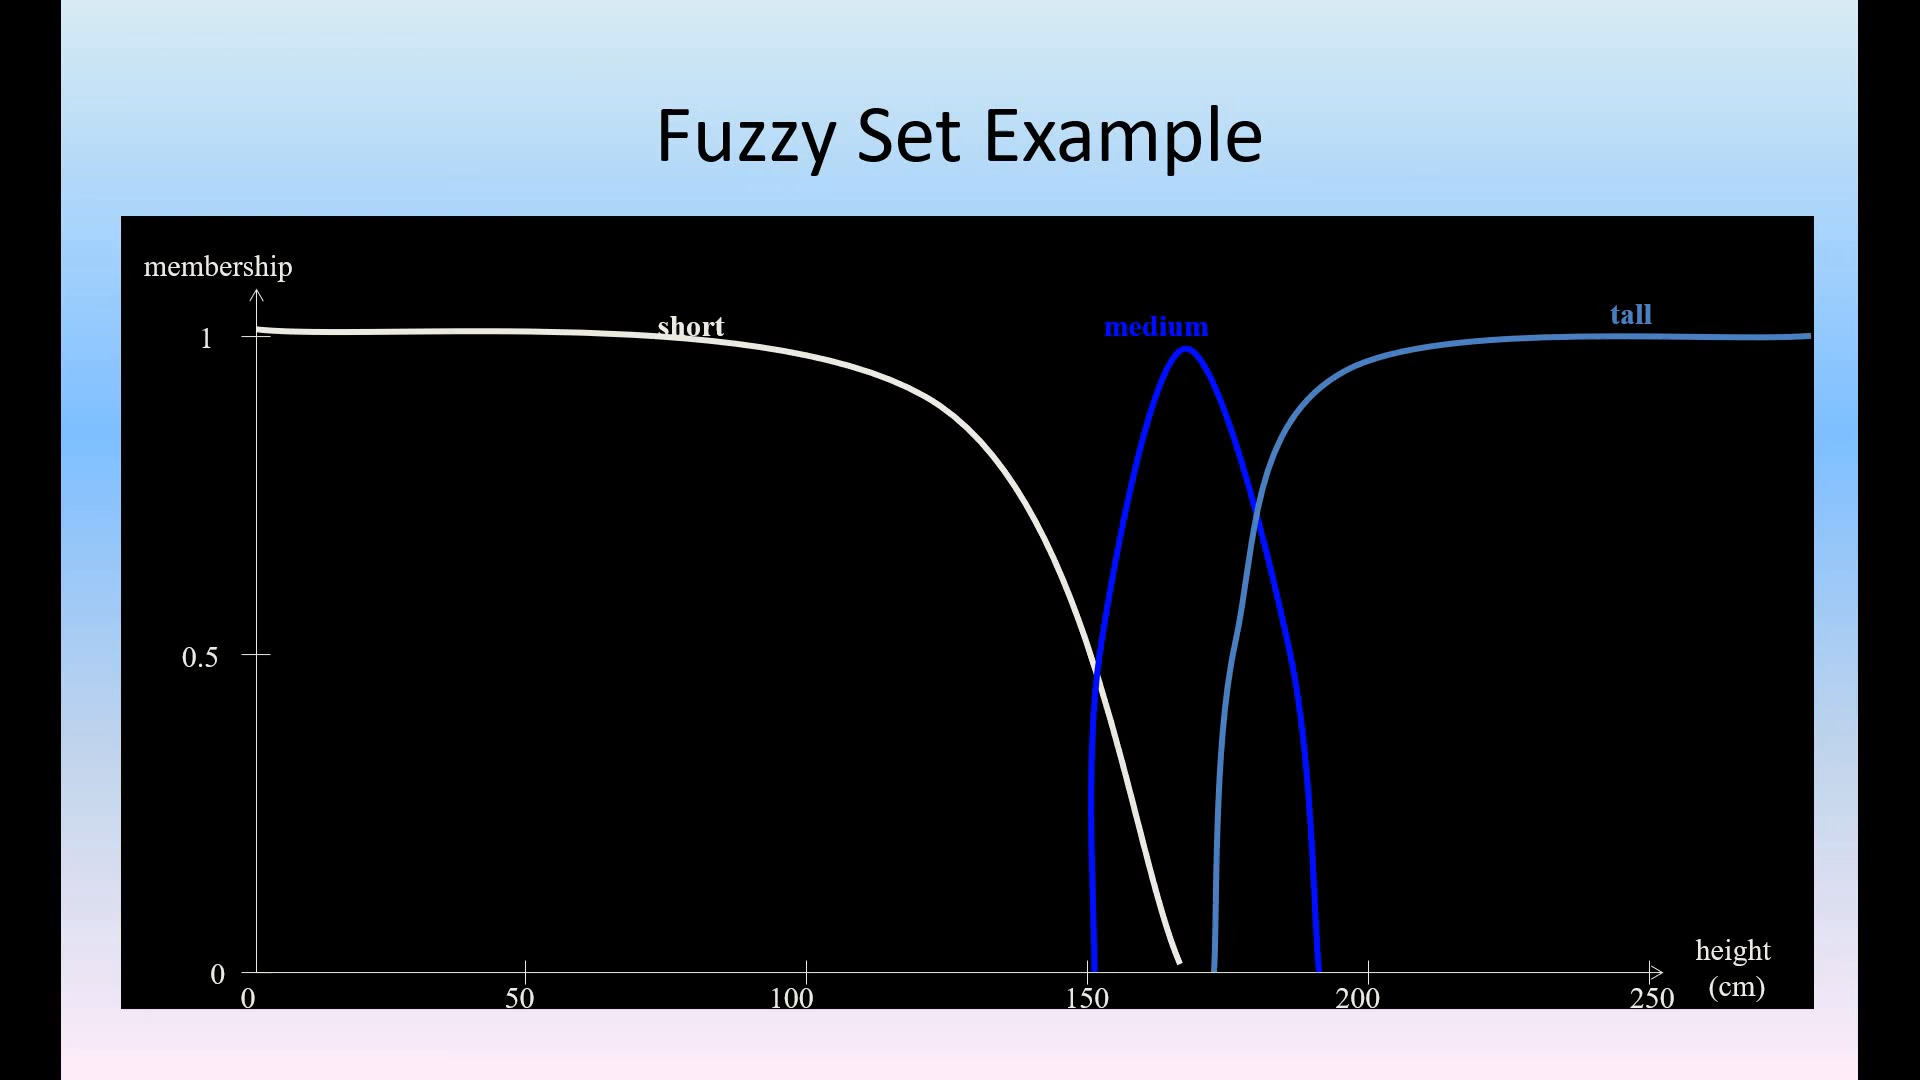 Fuzzy Set Example
membership
short
medium
tall
1
0.5
0
0
50
100
150
200
250
height
(cm)